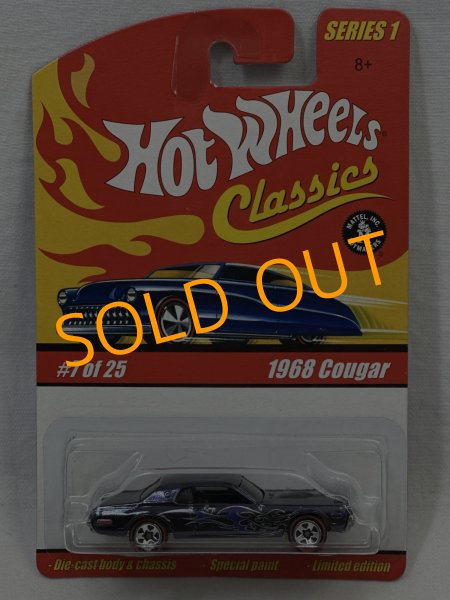 SERIES 1
8+
HOT WHEELS
Classics
MATTEL, INC.
SOLD OUT
#7 of 25
1968 Cougar
· Die-cast body & chassis · Special paint · Limited edition